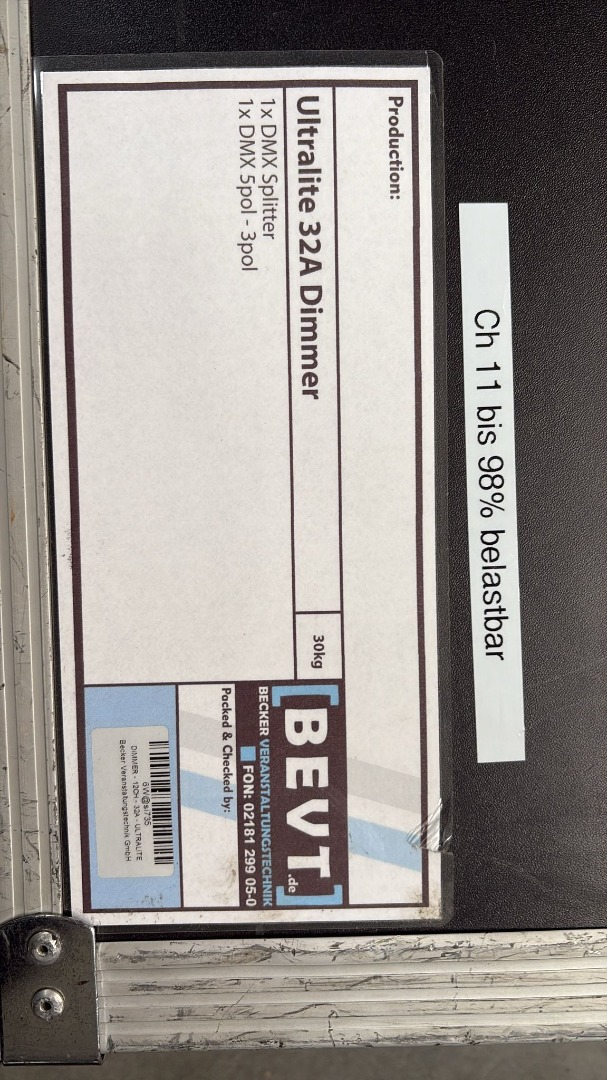 Ch 11 bis 98% belastbar
Production:
Ultralite 32A Dimmer
30kg
1x DMX Splitter
1x DMX 5pol - 3pol
[BEVT.de]
BECKER VERANSTALTUNGSTECHNIK
FON: 02181 299 05-0
Packed & Checked by:
DIMMER - 12CH - 32A - ULTRALITE
Becker Veranstaltungstechnik GmbH